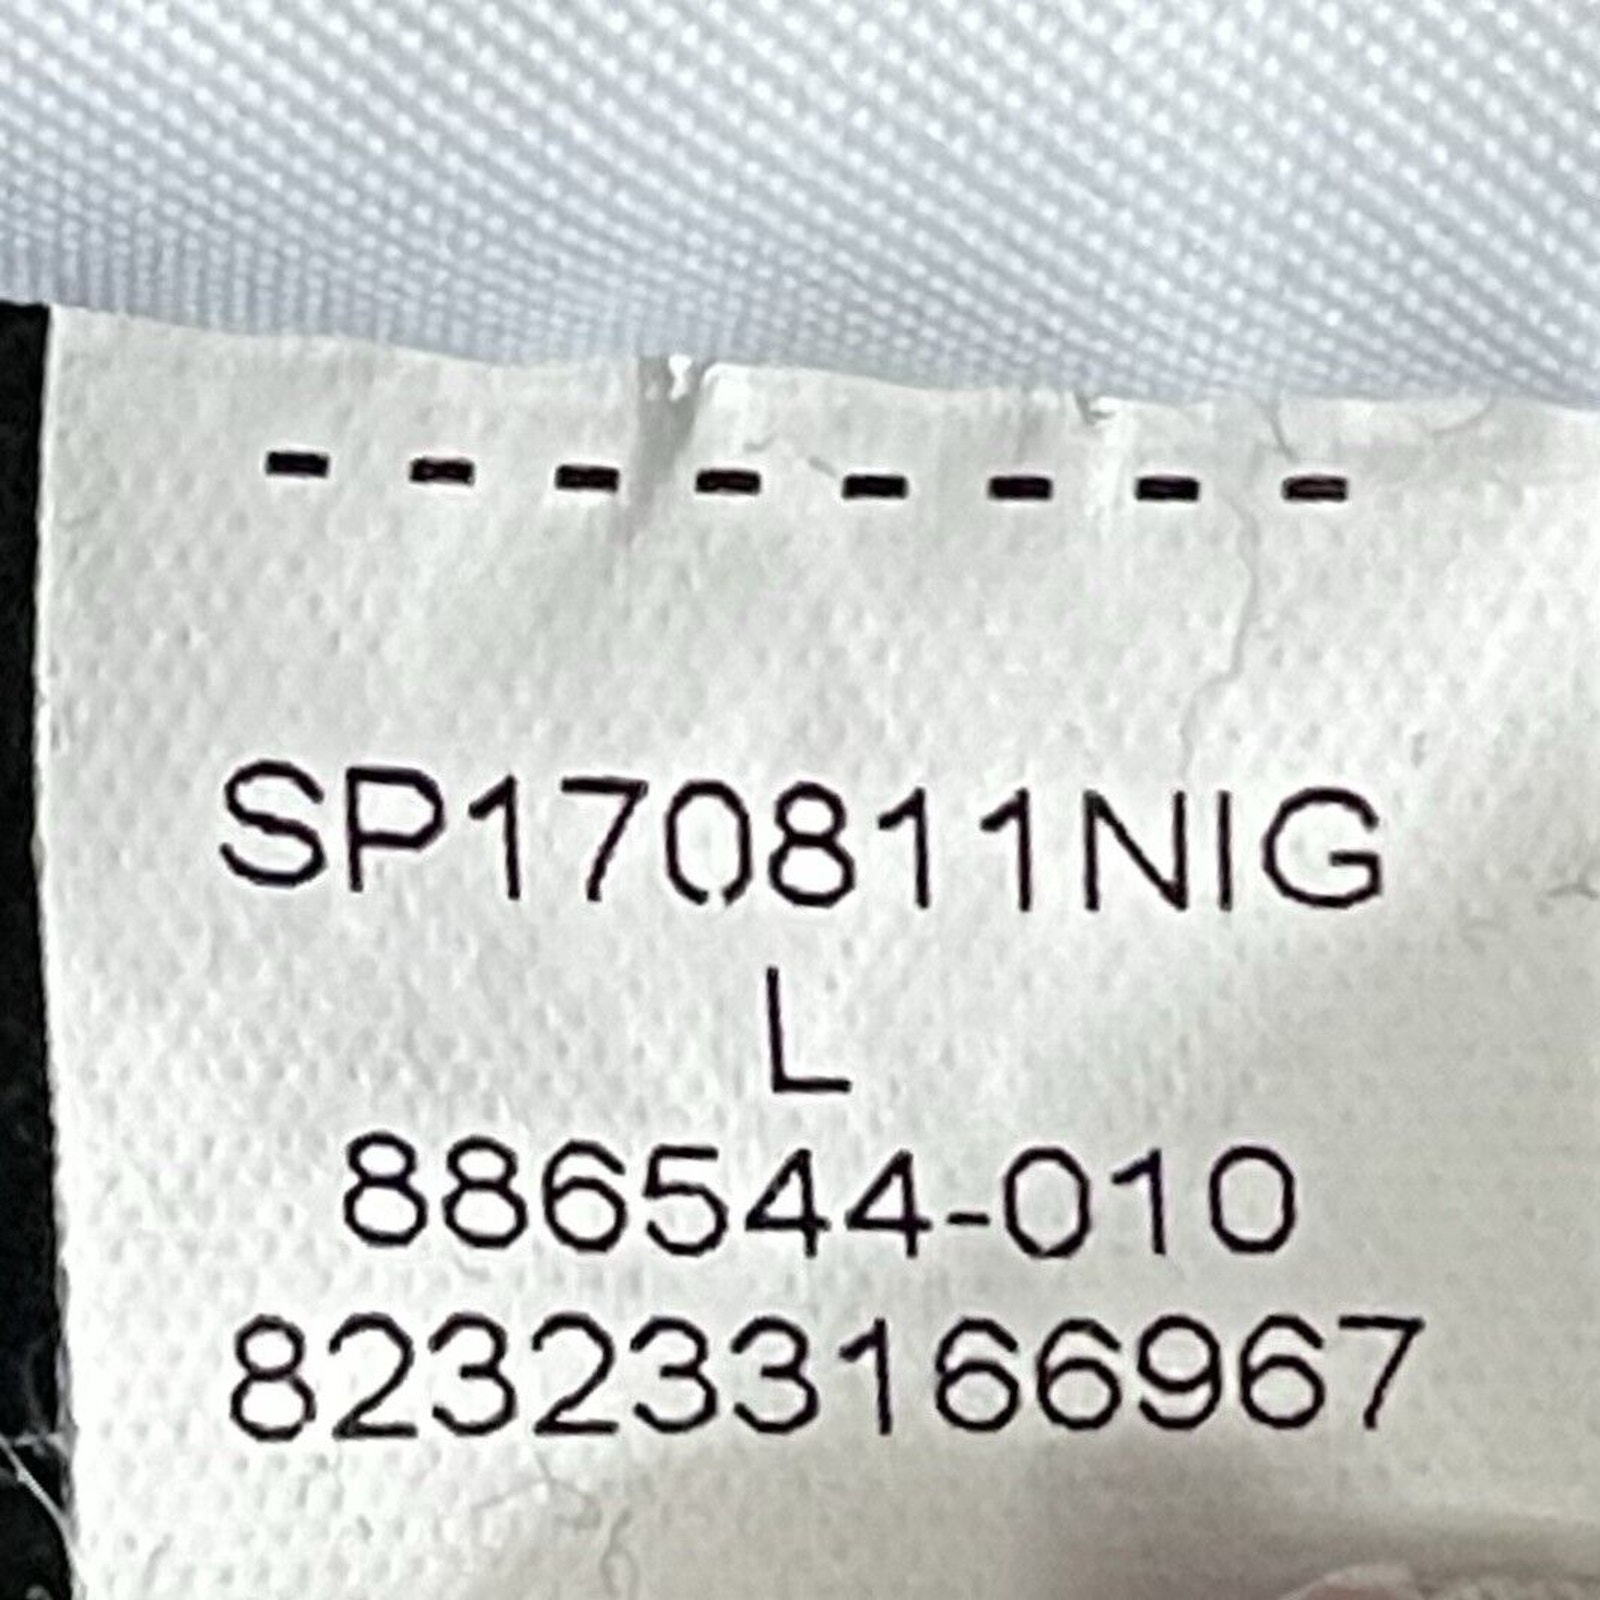 - - - - - - - -
SP170811NIG
L
886544-010
823233166967